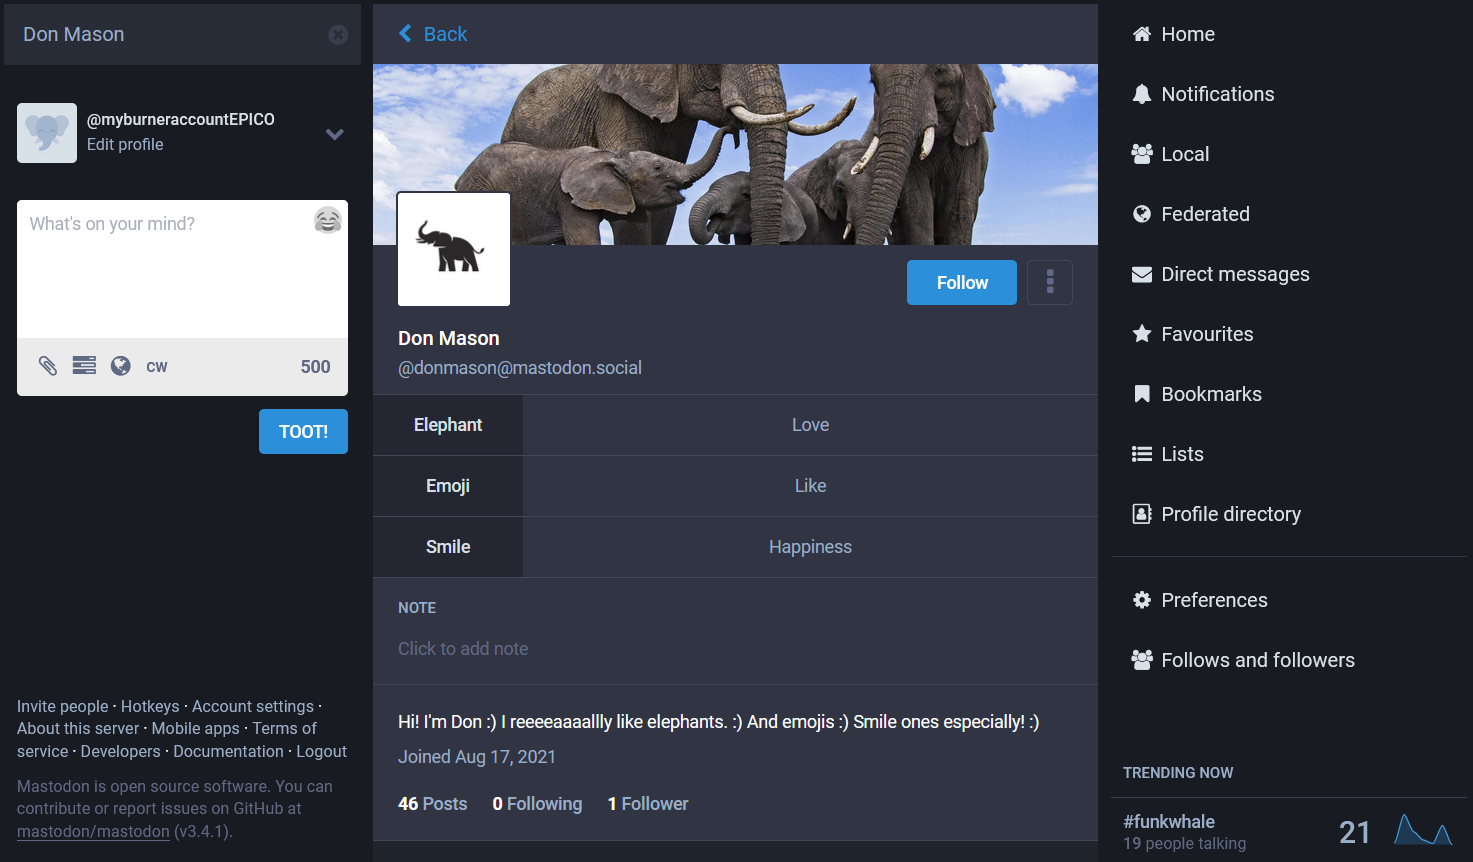 Don Mason
@myburneraccountEPICO
Edit profile
What's on your mind?
CW
500
TOOT!
Invite people · Hotkeys · Account settings ·
About this server · Mobile apps · Terms of
service · Developers · Documentation · Logout
Mastodon is open source software. You can
contribute or report issues on GitHub at
mastodon/mastodon (v3.4.1).
Back
Follow
Don Mason
@donmason@mastodon.social
Elephant Love
Emoji Like
Smile Happiness
NOTE
Click to add note
Hi! I'm Don :) I reeeeaaaallly like elephants. :) And emojis :) Smile ones especially! :)
Joined Aug 17, 2021
46 Posts 0 Following 1 Follower
Home
Notifications
Local
Federated
Direct messages
Favourites
Bookmarks
Lists
Profile directory
Preferences
Follows and followers
TRENDING NOW
#funkwhale
19 people talking
21